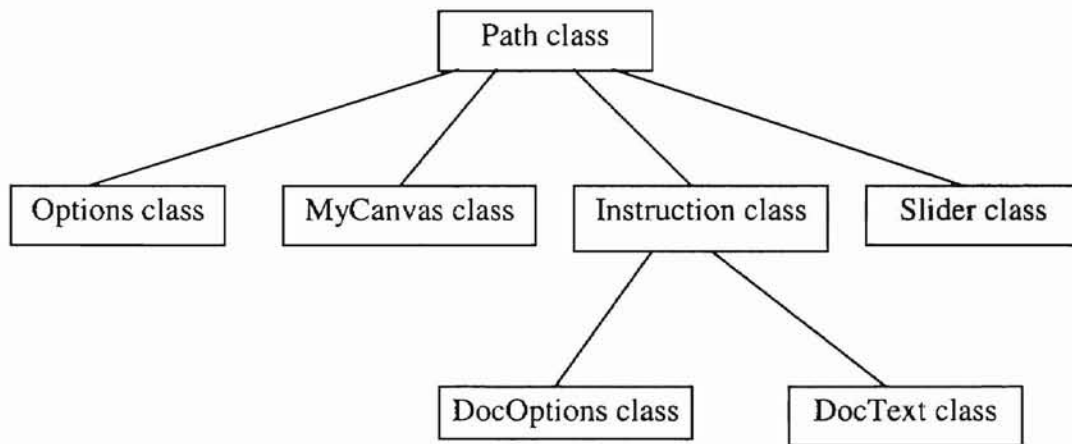 Path class
Options class
MyCanvas class
Instruction class
Slider class
DocOptions class
DocText class